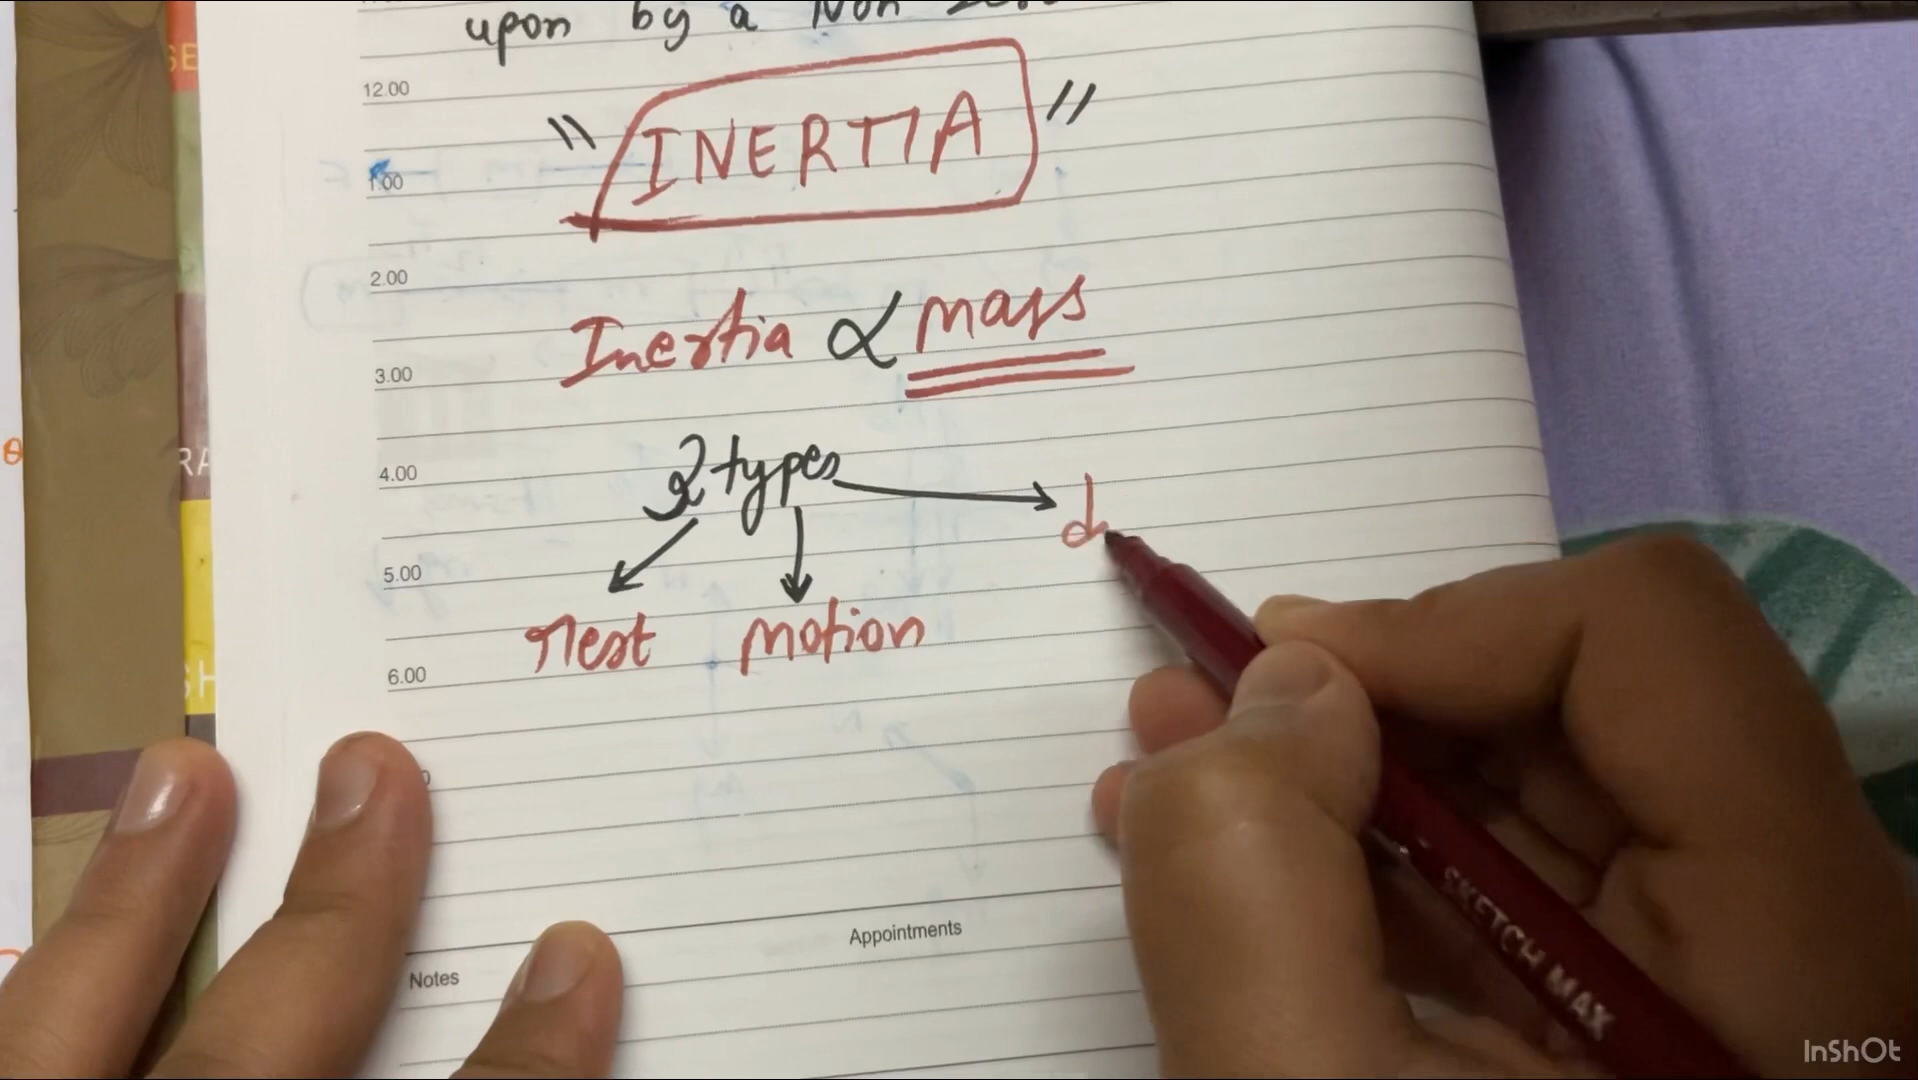 upon by a Non
12.00
" INERTIA "
1.00
2.00
Inertia ∝ mass
3.00
2 types
4.00
d
5.00
rest motion
6.00
Appointments
Notes
SKETCH MAX
InShOt